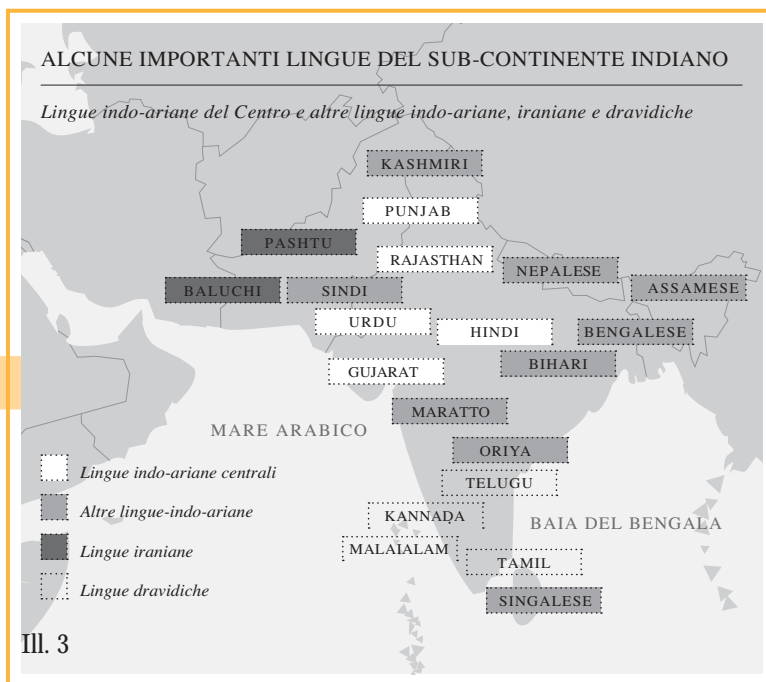 ALCUNE IMPORTANTI LINGUE DEL SUB-CONTINENTE INDIANO
Lingue indo-ariane del Centro e altre lingue indo-ariane, iraniane e dravidiche
KASHMIRI
PUNJAB
PASHTU
RAJASTHAN
NEPALESE
BALUCHI
SINDI
ASSAMESE
URDU
HINDI
BENGALESE
GUJARAT
BIHARI
MARATTO
MARE ARABICO
ORIYA
Lingue indo-ariane centrali
TELUGU
Altre lingue-indo-ariane
KANNADA
BAIA DEL BENGALA
Lingue iraniane
MALAIALAM
TAMIL
Lingue dravidiche
SINGALESE
Ill. 3